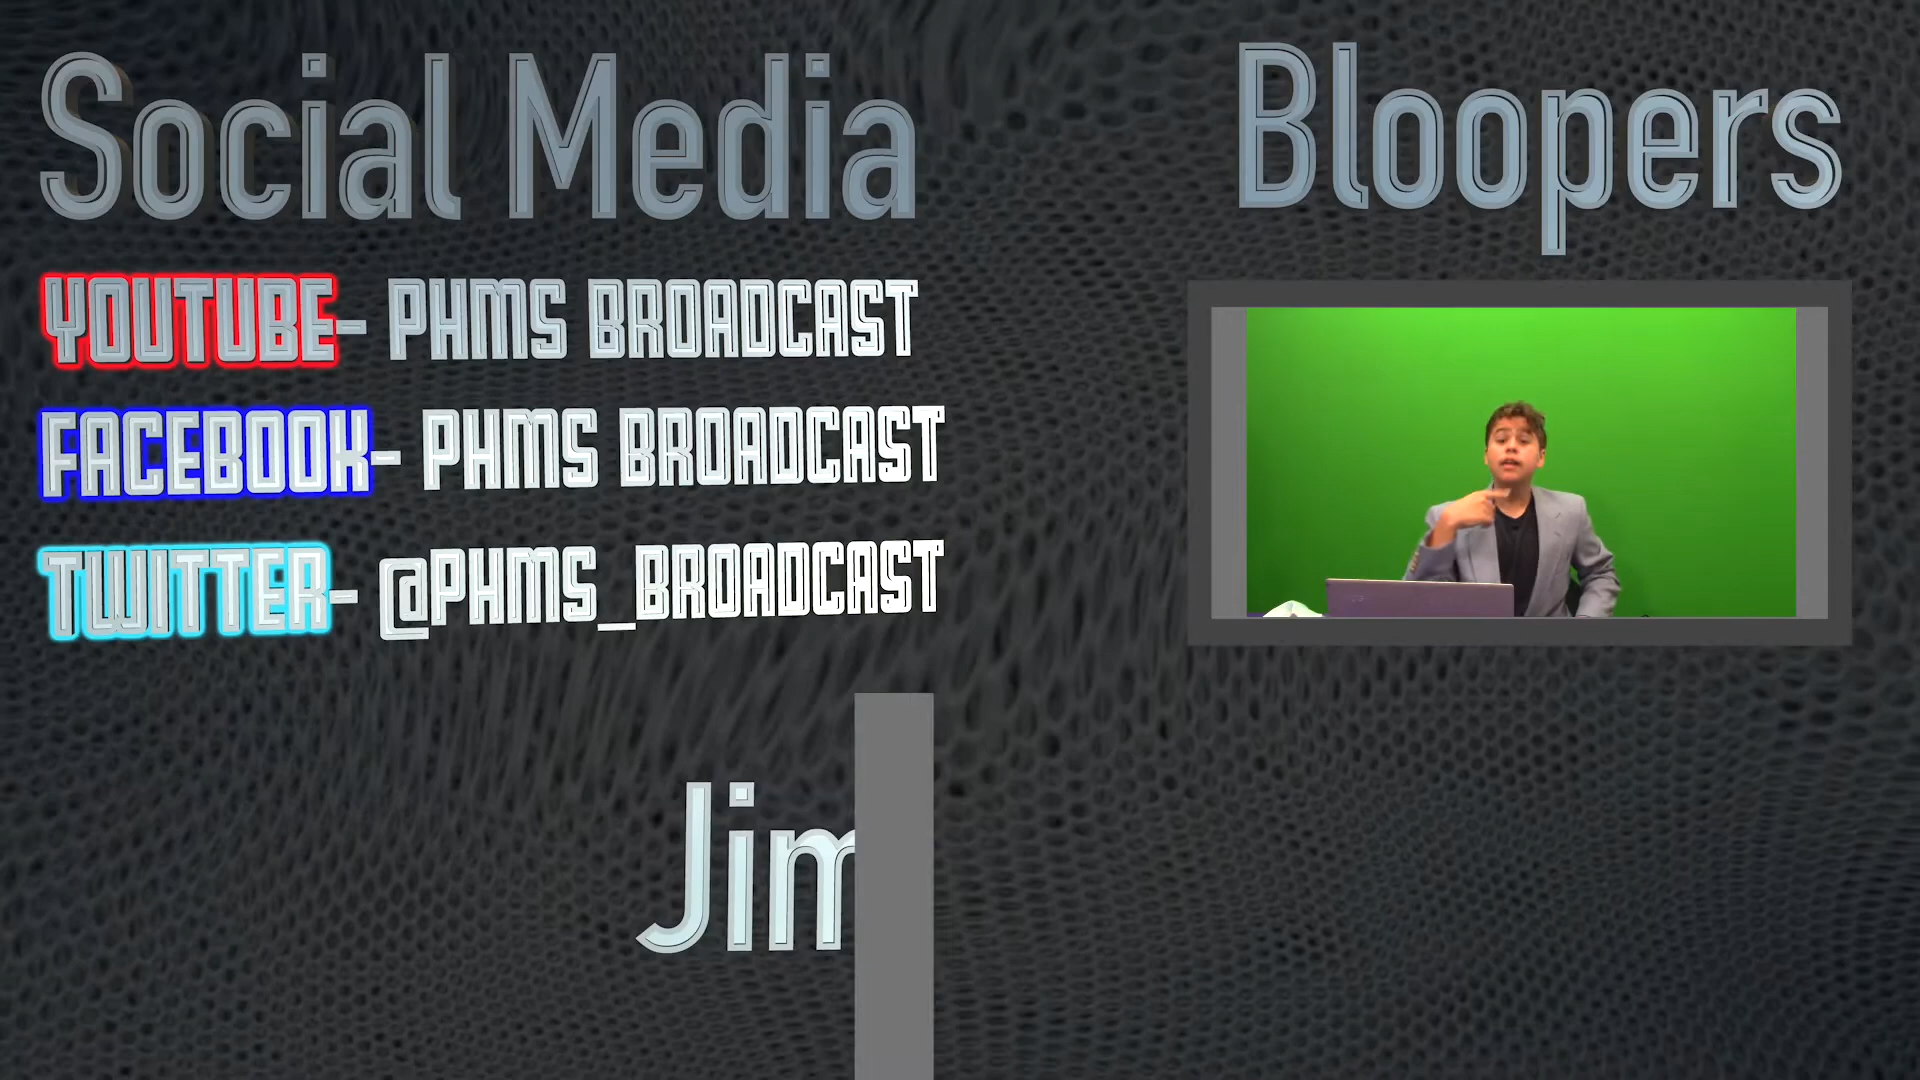 Social Media
YOUTUBE- PHMS BROADCAST
FACEBOOK- PHMS BROADCAST
TWITTER- @PHMS_BROADCAST
Bloopers
Jim